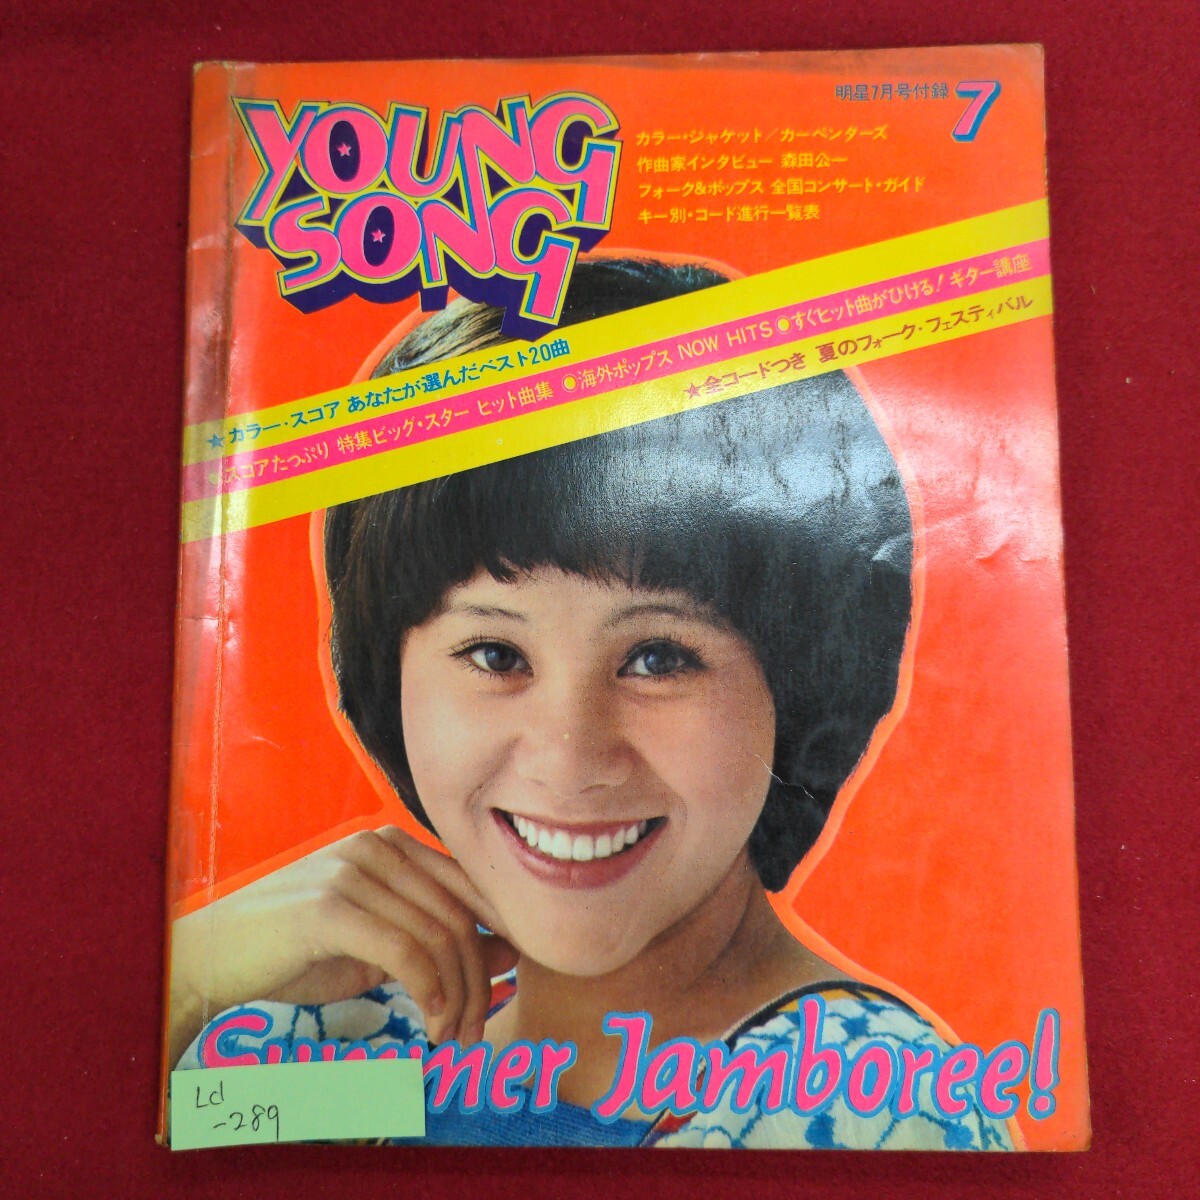 YOUNG
SONG
明星7月号付録 7
カラー・ジャケット/カーペンターズ
作曲家インタビュー 森田公一
フォーク&ポップス 全国コンサート・ガイド
キー別・コード進行一覧表
★カラー・スコア あなたが選んだベスト20曲
●スコアたっぷり 特集ビッグ・スター ヒット曲集 ●海外ポップス NOW HITS ●すぐヒット曲がひける!ギター講座
★全コードつき 夏のフォーク・フェスティバル
Summer Jamboree!
Ld
-289